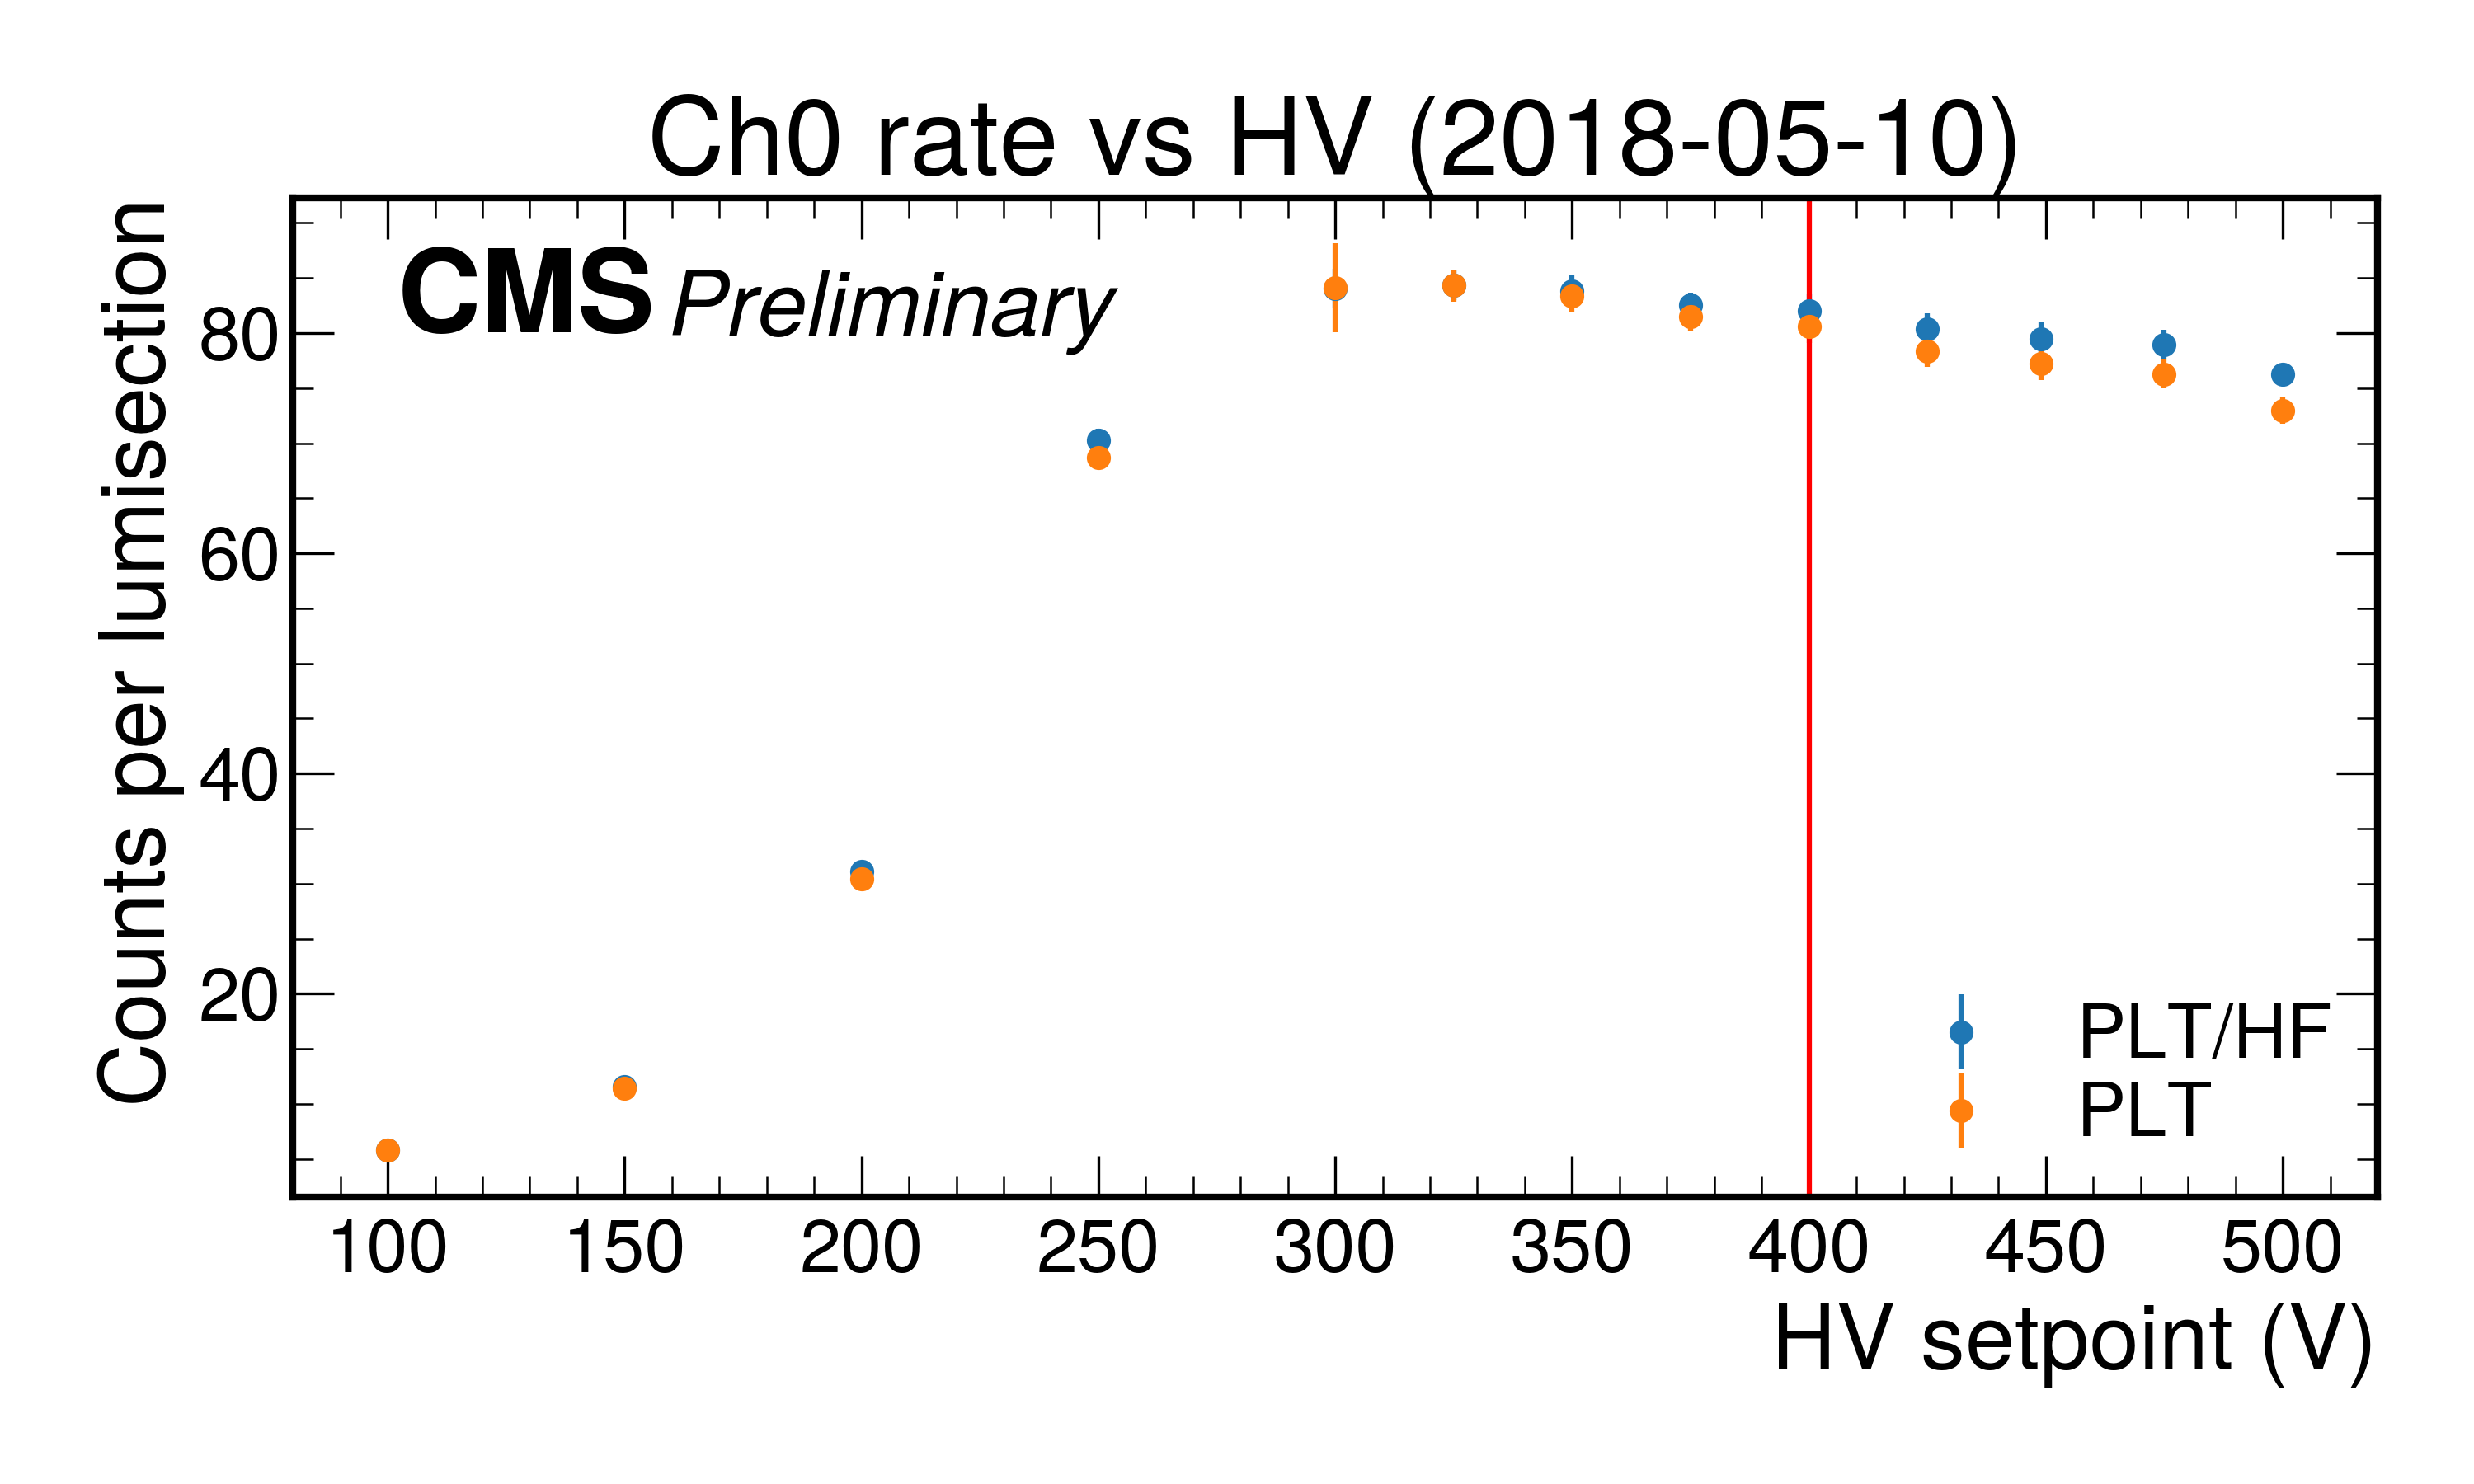 Ch0 rate vs HV (2018-05-10)
CMS Preliminary
Counts per lumisection
80
60
40
20
PLT/HF
PLT
100 150 200 250 300 350 400 450 500
HV setpoint (V)